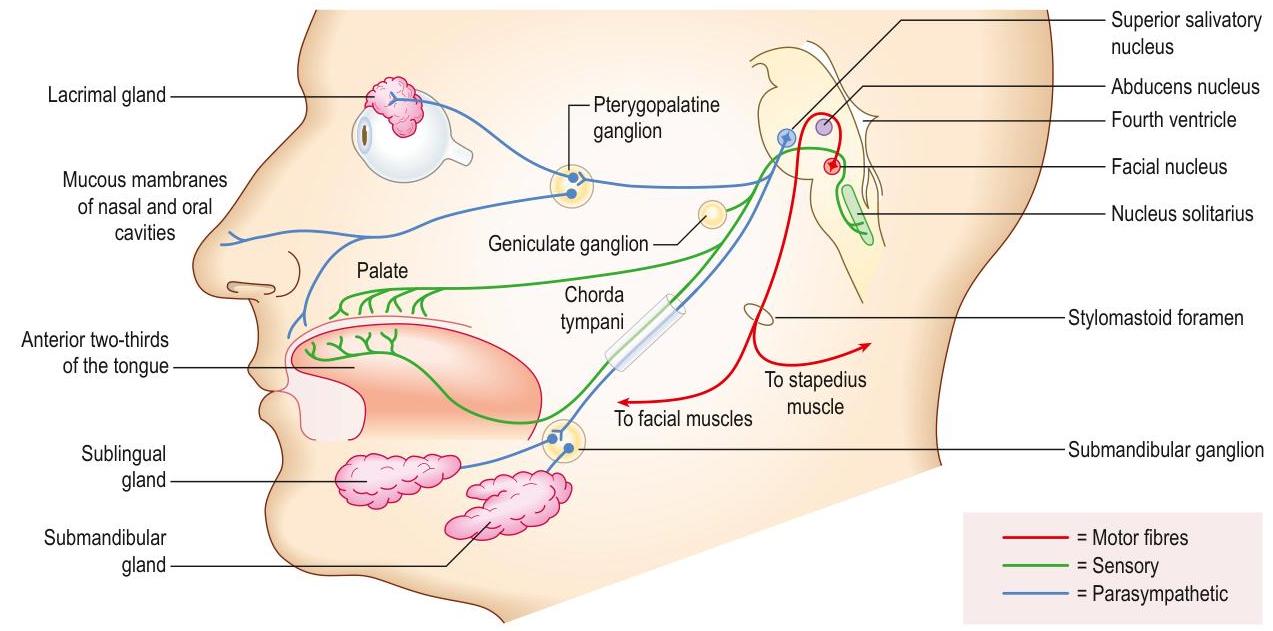 Superior salivatory
nucleus
Lacrimal gland
Pterygopalatine
ganglion
Abducens nucleus
Fourth ventricle
Mucous mambranes
of nasal and oral
cavities
Facial nucleus
Nucleus solitarius
Geniculate ganglion
Palate
Chorda
tympani
Stylomastoid foramen
Anterior two-thirds
of the tongue
To stapedius
muscle
To facial muscles
Sublingual
gland
Submandibular ganglion
Submandibular
gland
= Motor fibres
= Sensory
= Parasympathetic